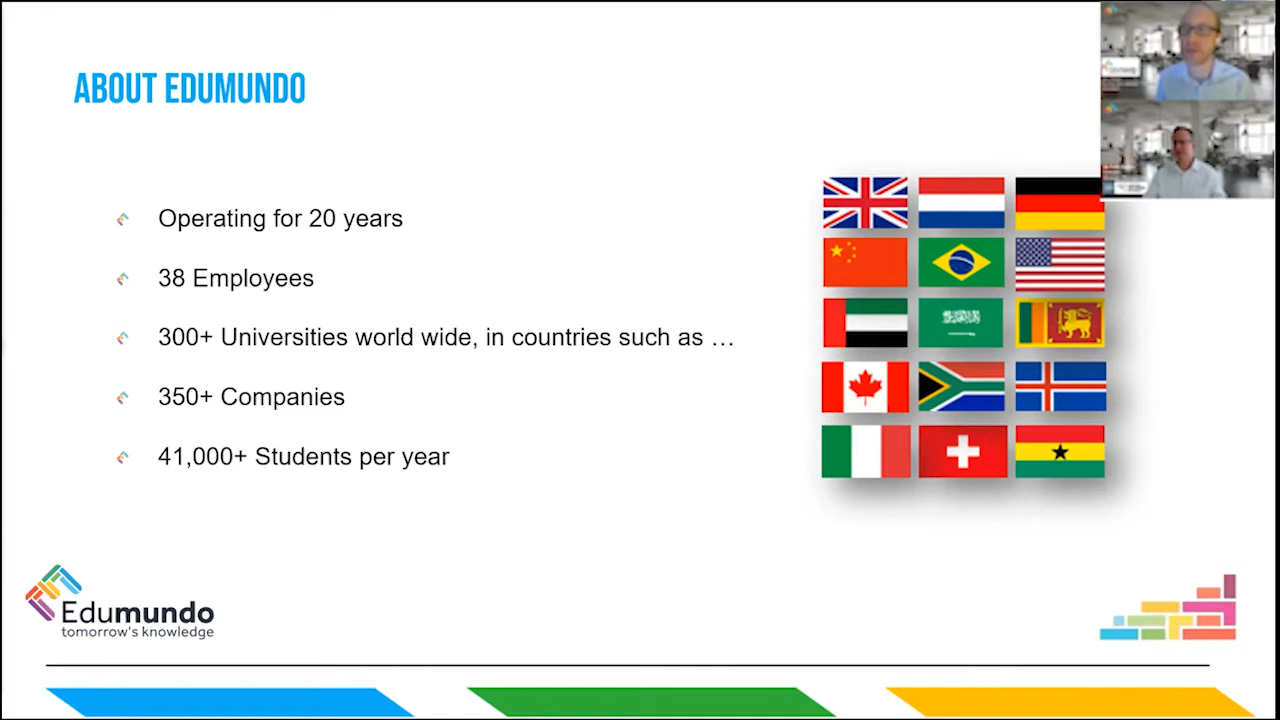 ABOUT EDUMUNDO
Operating for 20 years
38 Employees
300+ Universities world wide, in countries such as …
350+ Companies
41,000+ Students per year
Edumundo
tomorrow's knowledge